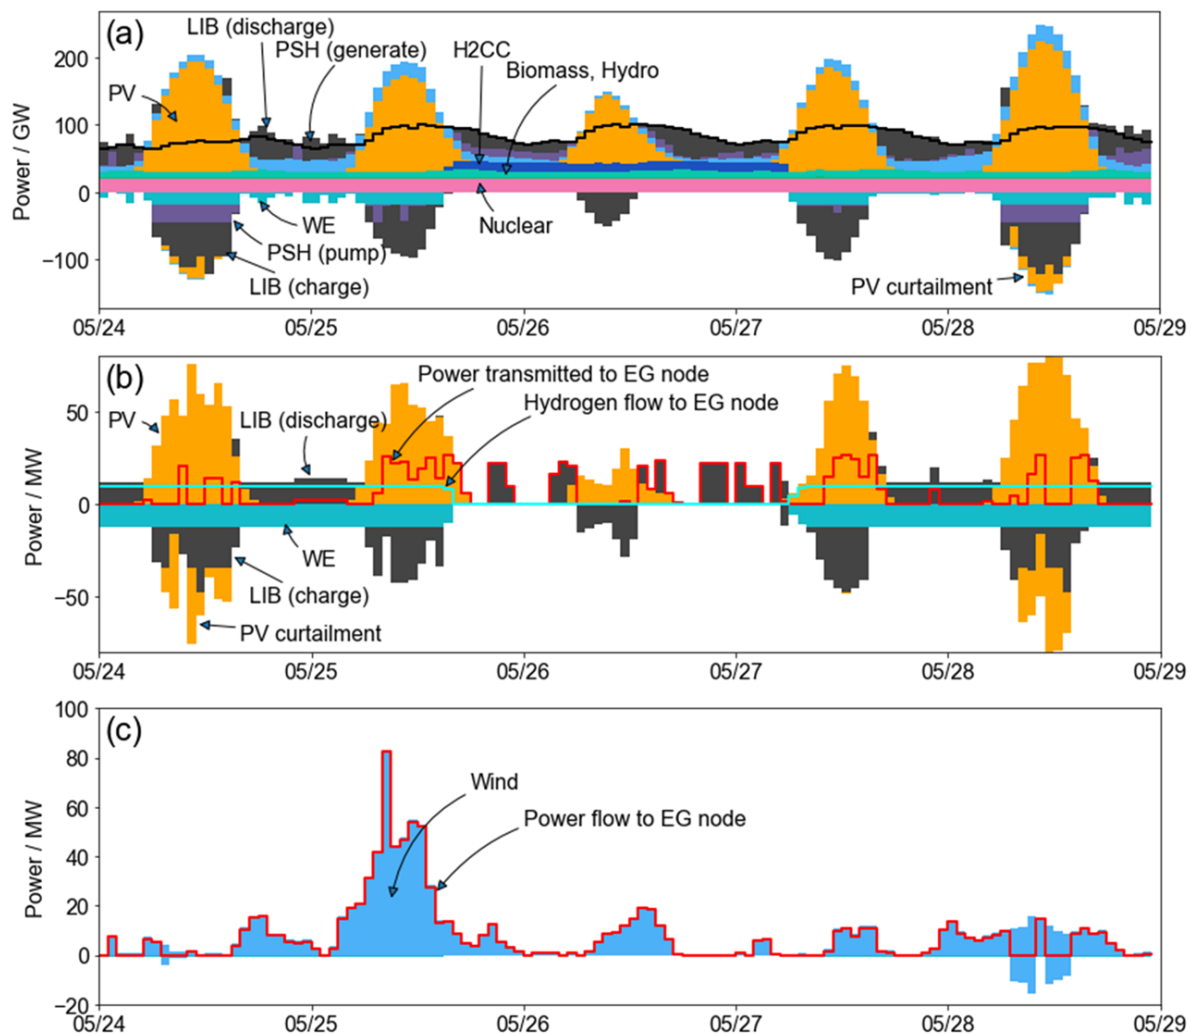 (a)
LIB (discharge)
PSH (generate)
H2CC
Biomass, Hydro
PV
200
100
0
−100
Power / GW
WE
Nuclear
PSH (pump)
LIB (charge)
PV curtailment
05/24 05/25 05/26 05/27 05/28 05/29
(b)
Power transmitted to EG node
Hydrogen flow to EG node
PV
LIB (discharge)
50
0
−50
Power / MW
WE
LIB (charge)
PV curtailment
05/24 05/25 05/26 05/27 05/28 05/29
(c)
100
80
60
40
20
0
−20
Power / MW
Wind
Power flow to EG node
05/24 05/25 05/26 05/27 05/28 05/29